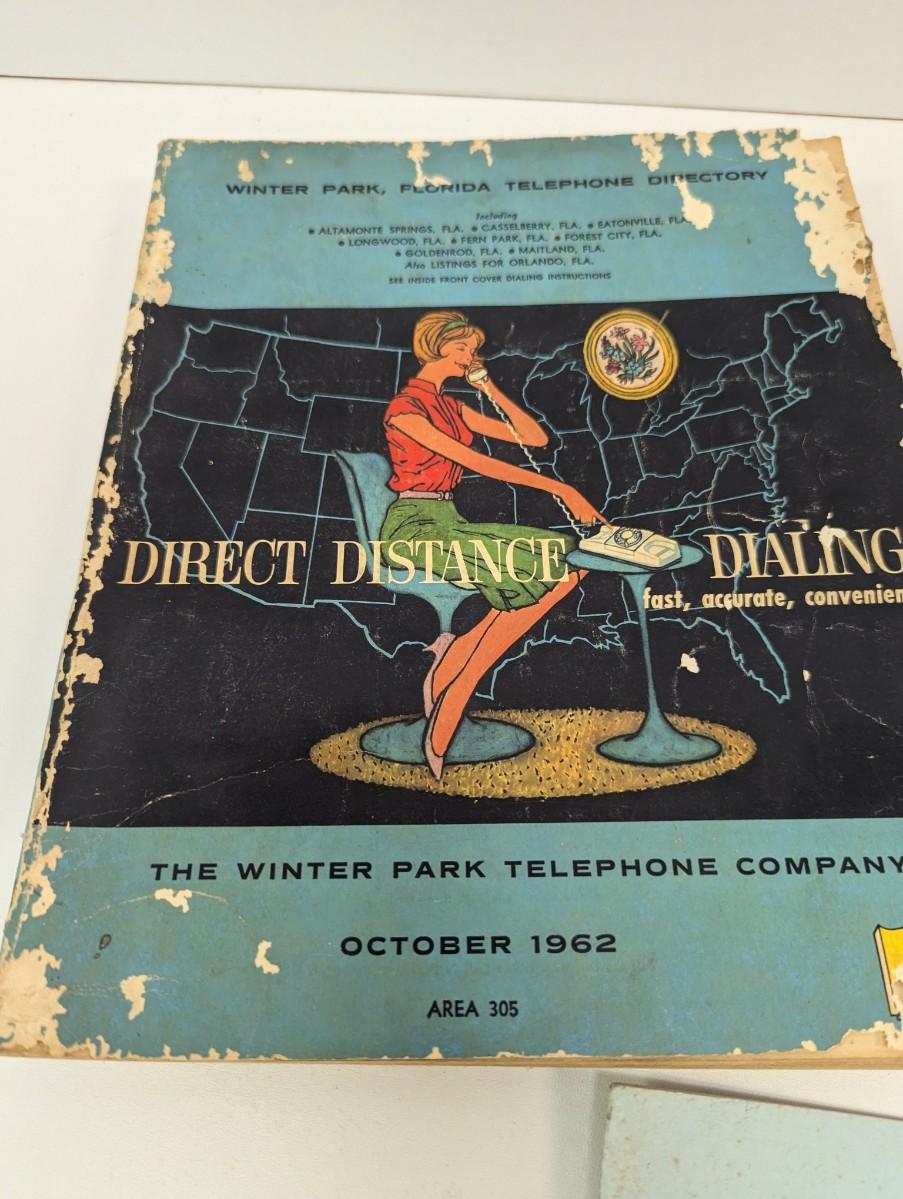 WINTER PARK, FLORIDA TELEPHONE DIRECTORY
Including
• ALTAMONTE SPRINGS, FLA. • CASSELBERRY, FLA. • EATONVILLE, FLA.
• LONGWOOD, FLA. • FERN PARK, FLA. • FOREST CITY, FLA.
• GOLDENROD, FLA. • MAITLAND, FLA.
Also LISTINGS FOR ORLANDO, FLA.
SEE INSIDE FRONT COVER DIALING INSTRUCTIONS
DIRECT DISTANCE DIALING
fast, accurate, convenien
THE WINTER PARK TELEPHONE COMPANY
OCTOBER 1962
AREA 305